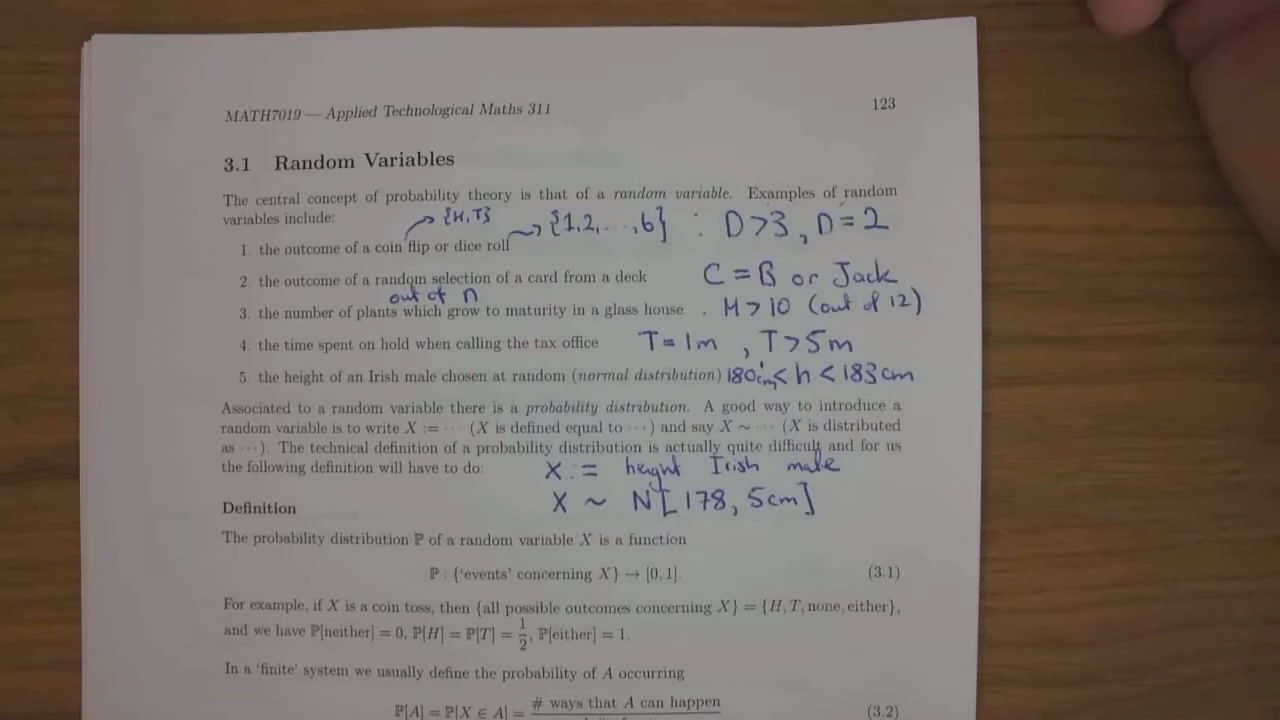 MATH7019 — Applied Technological Maths 311 123
3.1 Random Variables
The central concept of probability theory is that of a random variable. Examples of random
variables include:
{H,T} {1,2,...,6} : D>3, D=2
1. the outcome of a coin flip or dice roll
2. the outcome of a random selection of a card from a deck C = B or Jack
out of n
3. the number of plants which grow to maturity in a glass house . M>10 (out of 12)
4. the time spent on hold when calling the tax office T=1m, T>5m
5. the height of an Irish male chosen at random (normal distribution) 180cm< h < 183cm
Associated to a random variable there is a probability distribution. A good way to introduce a
random variable is to write X := ··· (X is defined equal to ···) and say X ∼ ··· (X is distributed
as ···). The technical definition of a probability distribution is actually quite difficult and for us
the following definition will have to do: X := height Irish male
X ~ N[178, 5cm]
Definition
The probability distribution ℙ of a random variable X is a function
ℙ : {'events' concerning X} → [0, 1]. (3.1)
For example, if X is a coin toss, then {all possible outcomes concerning X} = {H, T, none, either},
and we have ℙ[neither] = 0, ℙ[H] = ℙ[T] = 1/2, ℙ[either] = 1.
In a 'finite' system we usually define the probability of A occurring
ℙ[A] = ℙ[X ∈ A] = # ways that A can happen (3.2)